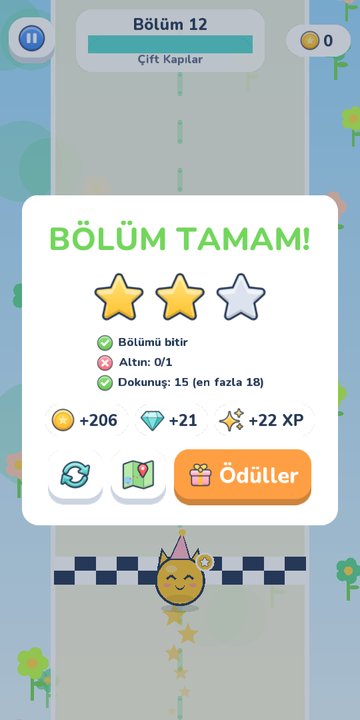 Bölüm 12
0
Çift Kapılar
BÖLÜM TAMAM!
Bölümü bitir
Altın: 0/1
Dokunuş: 15 (en fazla 18)
+206
+21
+22 XP
Ödüller